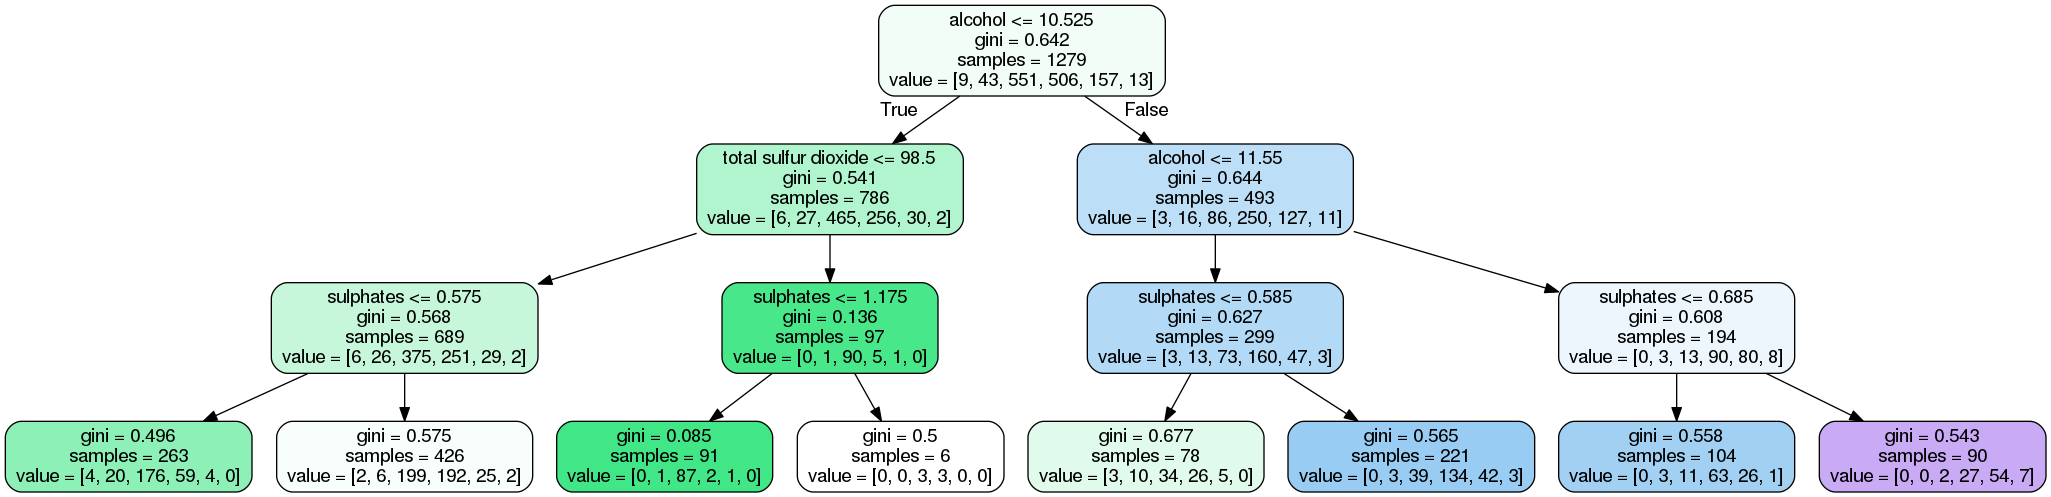 alcohol <= 10.525
gini = 0.642
samples = 1279
value = [9, 43, 551, 506, 157, 13]
True
False
total sulfur dioxide <= 98.5
gini = 0.541
samples = 786
value = [6, 27, 465, 256, 30, 2]
alcohol <= 11.55
gini = 0.644
samples = 493
value = [3, 16, 86, 250, 127, 11]
sulphates <= 0.575
gini = 0.568
samples = 689
value = [6, 26, 375, 251, 29, 2]
sulphates <= 1.175
gini = 0.136
samples = 97
value = [0, 1, 90, 5, 1, 0]
sulphates <= 0.585
gini = 0.627
samples = 299
value = [3, 13, 73, 160, 47, 3]
sulphates <= 0.685
gini = 0.608
samples = 194
value = [0, 3, 13, 90, 80, 8]
gini = 0.496
samples = 263
value = [4, 20, 176, 59, 4, 0]
gini = 0.575
samples = 426
value = [2, 6, 199, 192, 25, 2]
gini = 0.085
samples = 91
value = [0, 1, 87, 2, 1, 0]
gini = 0.5
samples = 6
value = [0, 0, 3, 3, 0, 0]
gini = 0.677
samples = 78
value = [3, 10, 34, 26, 5, 0]
gini = 0.565
samples = 221
value = [0, 3, 39, 134, 42, 3]
gini = 0.558
samples = 104
value = [0, 3, 11, 63, 26, 1]
gini = 0.543
samples = 90
value = [0, 0, 2, 27, 54, 7]